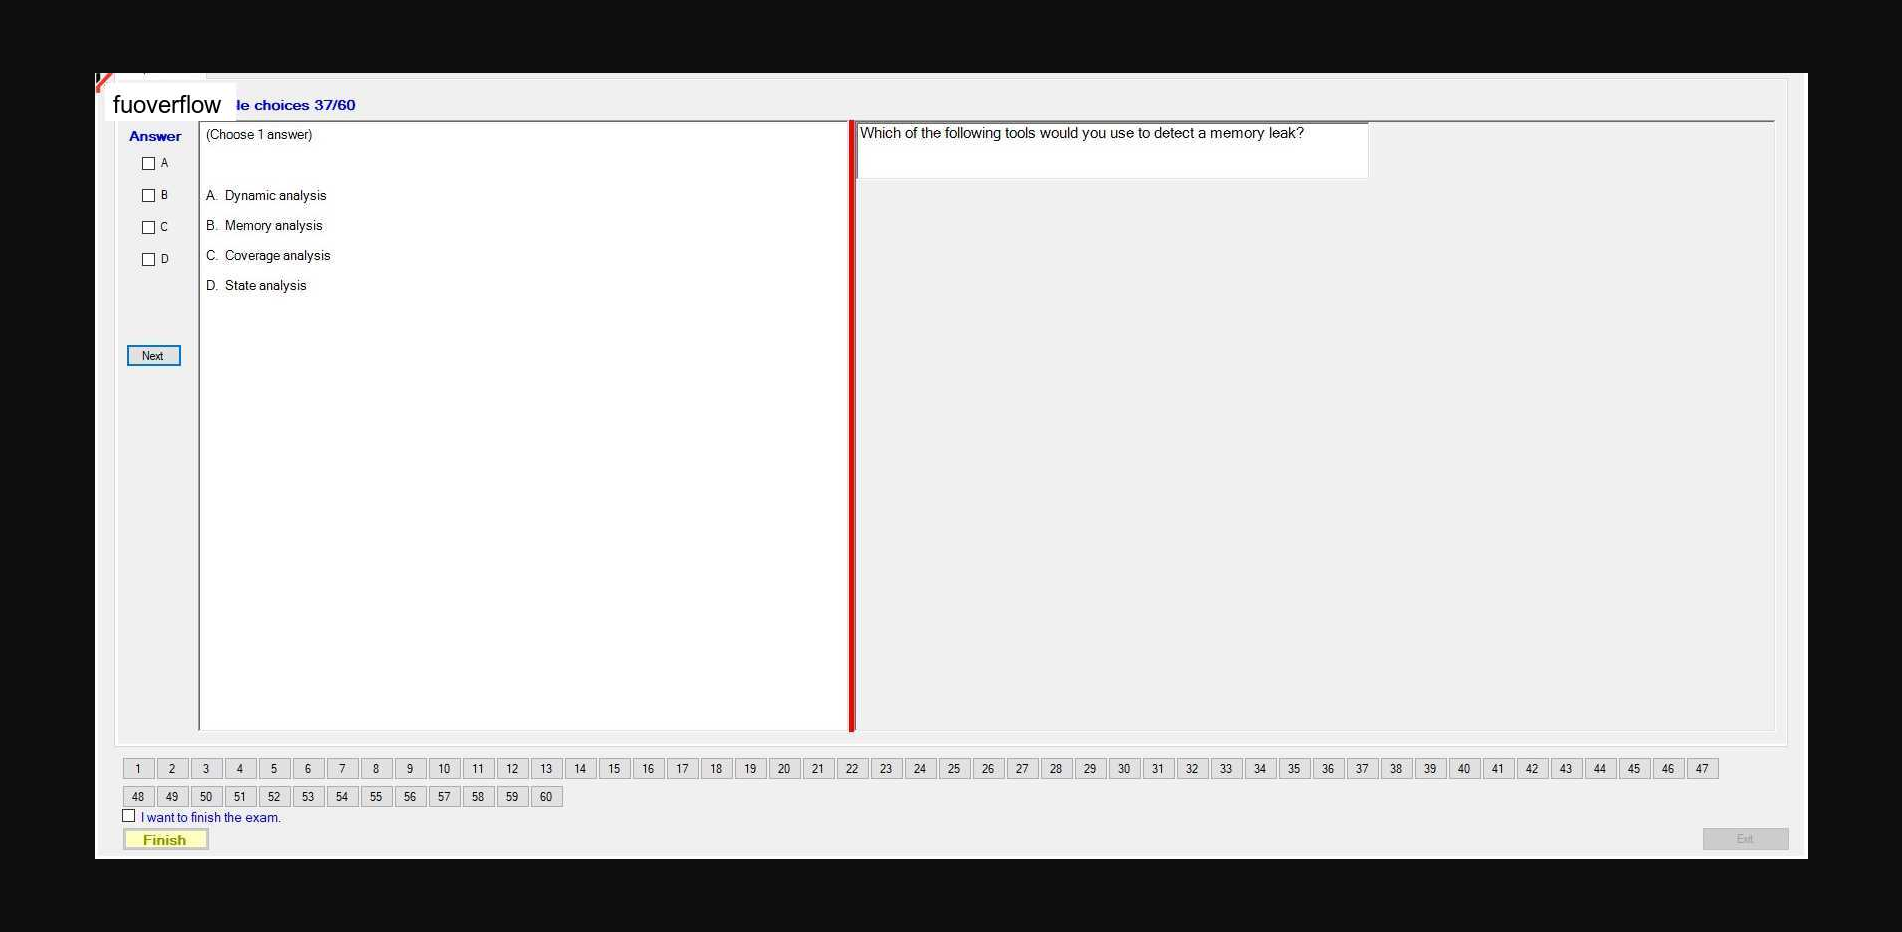 fuoverflow
le choices 37/60
Answer
(Choose 1 answer)
Which of the following tools would you use to detect a memory leak?
A
B
C
D
A. Dynamic analysis
B. Memory analysis
C. Coverage analysis
D. State analysis
Next
1 2 3 4 5 6 7 8 9 10 11 12 13 14 15 16 17 18 19 20 21 22 23 24 25 26 27 28 29 30 31 32 33 34 35 36 37 38 39 40 41 42 43 44 45 46 47
48 49 50 51 52 53 54 55 56 57 58 59 60
I want to finish the exam.
Finish
Exit